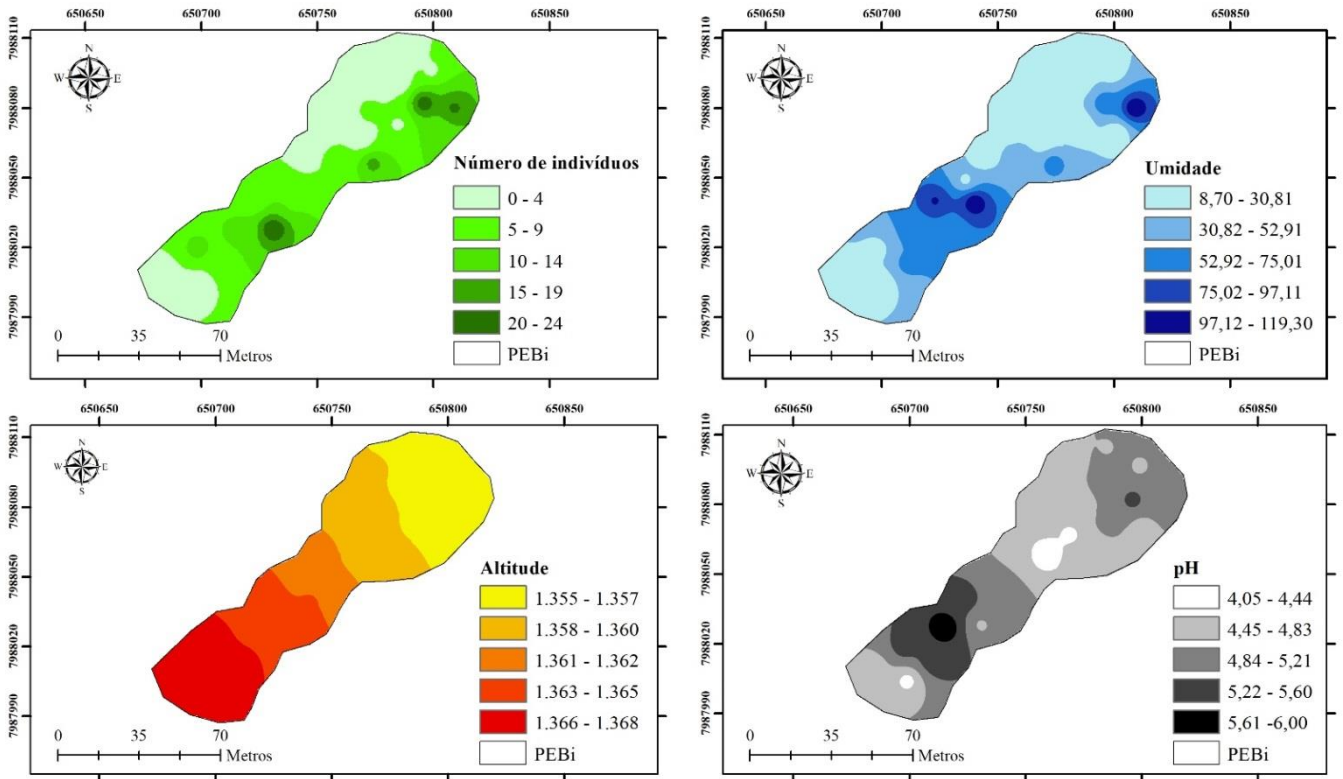 650650 650700 650750 650800 650850
7988110
7988080
7988050
7988020
7987990
N
W E
S
Número de indivíduos
0 - 4
5 - 9
10 - 14
15 - 19
20 - 24
PEBi
0 35 70
Metros
650650 650700 650750 650800 650850
7988110
7988080
7988050
7988020
7987990
N
W E
S
Umidade
8,70 - 30,81
30,82 - 52,91
52,92 - 75,01
75,02 - 97,11
97,12 - 119,30
PEBi
0 35 70
Metros
650650 650700 650750 650800 650850
7988110
7988080
7988050
7988020
7987990
N
W E
S
Altitude
1.355 - 1.357
1.358 - 1.360
1.361 - 1.362
1.363 - 1.365
1.366 - 1.368
PEBi
0 35 70
Metros
650650 650700 650750 650800 650850
7988110
7988080
7988050
7988020
7987990
N
W E
S
pH
4,05 - 4,44
4,45 - 4,83
4,84 - 5,21
5,22 - 5,60
5,61 -6,00
PEBi
0 35 70
Metros